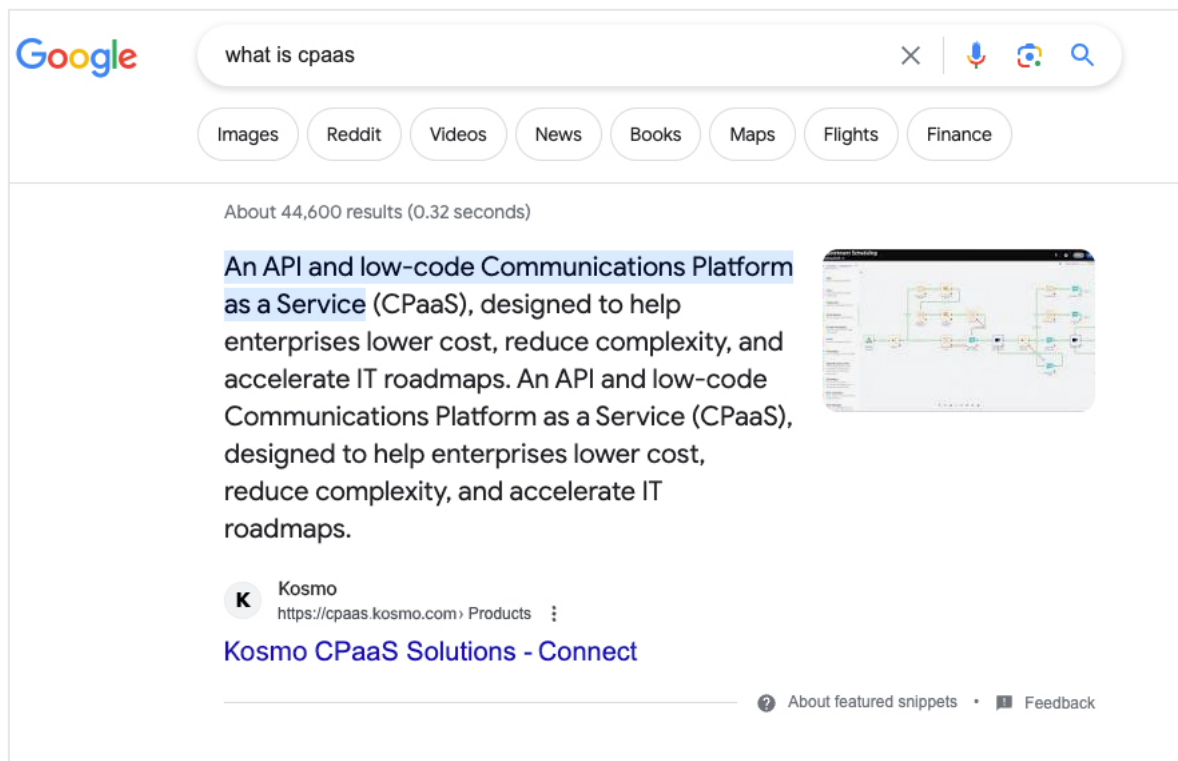 Google
what is cpaas
Images
Reddit
Videos
News
Books
Maps
Flights
Finance
About 44,600 results (0.32 seconds)
An API and low-code Communications Platform
as a Service (CPaaS), designed to help
enterprises lower cost, reduce complexity, and
accelerate IT roadmaps. An API and low-code
Communications Platform as a Service (CPaaS),
designed to help enterprises lower cost,
reduce complexity, and accelerate IT
roadmaps.
K
Kosmo
https://cpaas.kosmo.com› Products
Kosmo CPaaS Solutions - Connect
About featured snippets • Feedback